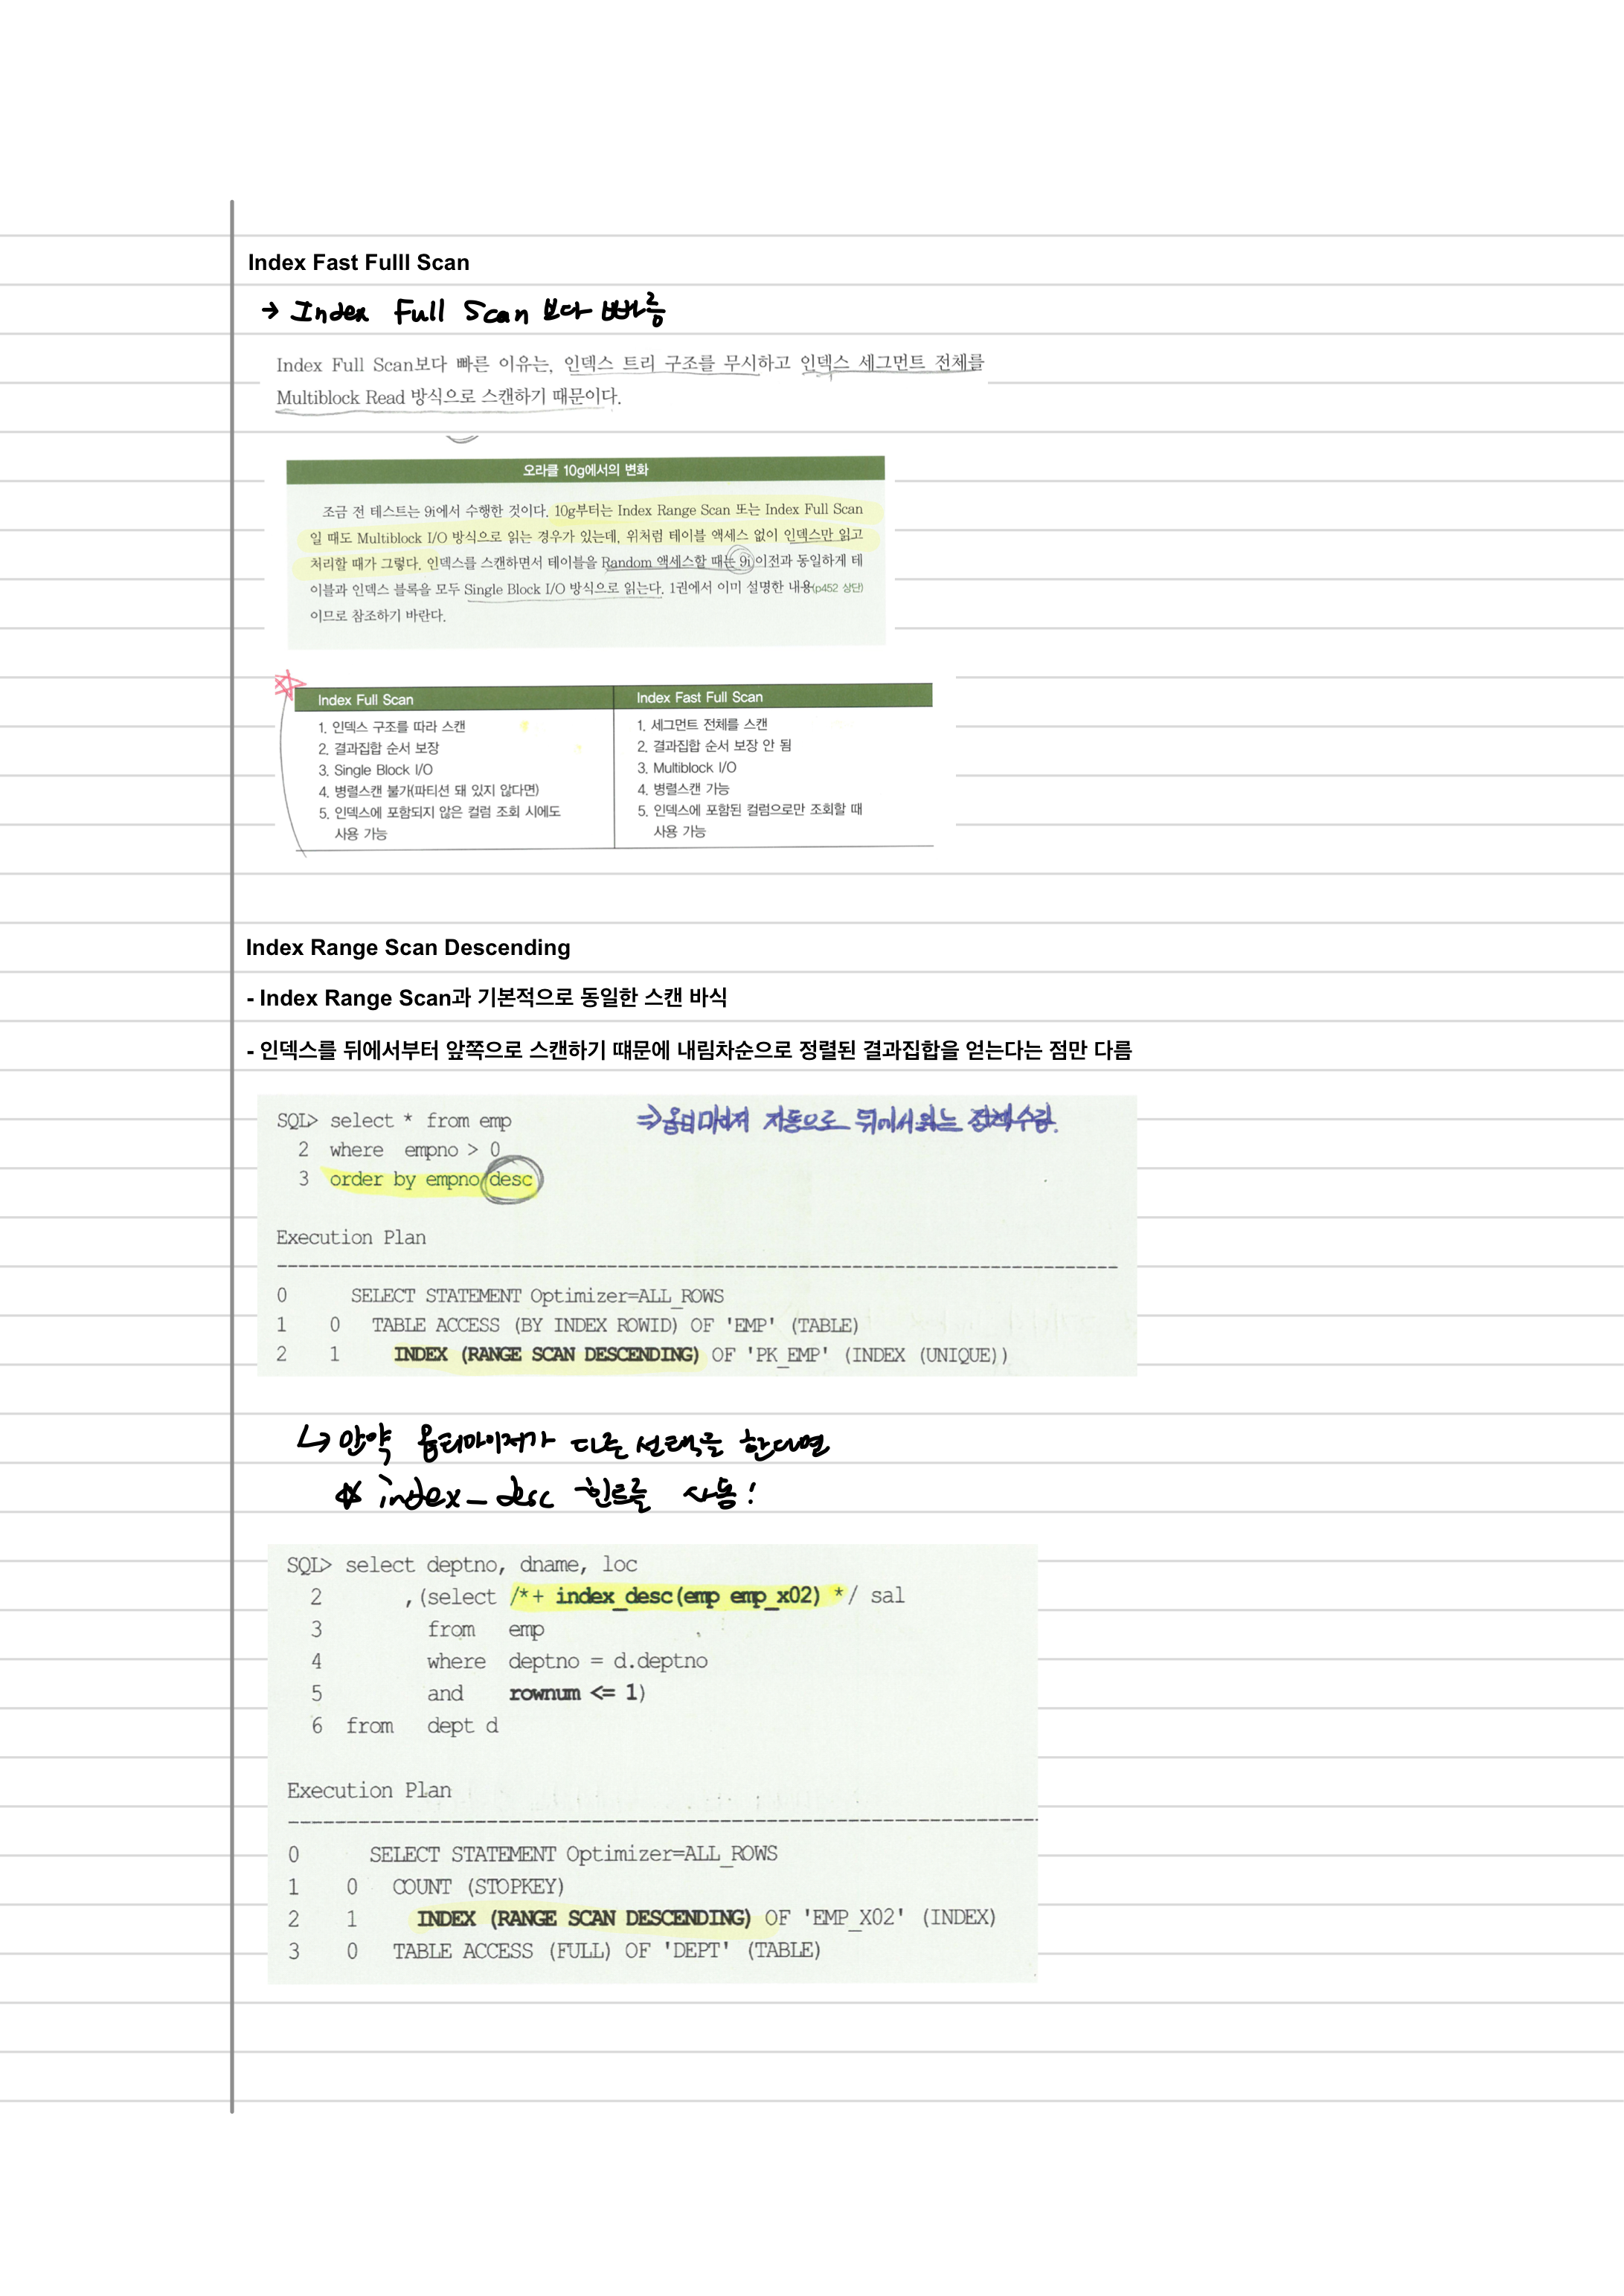 Index Fast Fulll Scan
→ Index Full Scan 보다 빠름
Index Full Scan보다 빠른 이유는, 인덱스 트리 구조를 무시하고 인덱스 세그먼트 전체를
Multiblock Read 방식으로 스캔하기 때문이다.
오라클 10g에서의 변화
조금 전 테스트는 9i에서 수행한 것이다. 10g부터는 Index Range Scan 또는 Index Full Scan
일 때도 Multiblock I/O 방식으로 읽는 경우가 있는데, 위처럼 테이블 액세스 없이 인덱스만 읽고
처리할 때가 그렇다. 인덱스를 스캔하면서 테이블을 Random 액세스할 때는 9i 이전과 동일하게 테
이블과 인덱스 블록을 모두 Single Block I/O 방식으로 읽는다. 1권에서 이미 설명한 내용(p452 상단)
이므로 참조하기 바란다.
Index Full Scan
1. 인덱스 구조를 따라 스캔
2. 결과집합 순서 보장
3. Single Block I/O
4. 병렬스캔 불가(파티션 돼 있지 않다면)
5. 인덱스에 포함되지 않은 컬럼 조회 시에도
사용 가능
Index Fast Full Scan
1. 세그먼트 전체를 스캔
2. 결과집합 순서 보장 안 됨
3. Multiblock I/O
4. 병렬스캔 가능
5. 인덱스에 포함된 컬럼으로만 조회할 때
사용 가능
Index Range Scan Descending
- Index Range Scan과 기본적으로 동일한 스캔 바식
- 인덱스를 뒤에서부터 앞쪽으로 스캔하기 떄문에 내림차순으로 정렬된 결과집합을 얻는다는 점만 다름
SQL> select * from emp
2 where empno > 0
3 order by empno desc
⇒ 옵티마이저 자동으로 뒤에서 읽는 전략 수립.
Execution Plan
0 SELECT STATEMENT Optimizer=ALL_ROWS
1 0 TABLE ACCESS (BY INDEX ROWID) OF 'EMP' (TABLE)
2 1 INDEX (RANGE SCAN DESCENDING) OF 'PK_EMP' (INDEX (UNIQUE))
↳ 만약 옵티마이저가 다른 선택을 한다면
☆ index_desc 힌트를 사용!
SQL> select deptno, dname, loc
2 ,(select /*+ index_desc(emp emp_x02) */ sal
3 from emp
4 where deptno = d.deptno
5 and rownum <= 1)
6 from dept d
Execution Plan
0 SELECT STATEMENT Optimizer=ALL_ROWS
1 0 COUNT (STOPKEY)
2 1 INDEX (RANGE SCAN DESCENDING) OF 'EMP_X02' (INDEX)
3 0 TABLE ACCESS (FULL) OF 'DEPT' (TABLE)